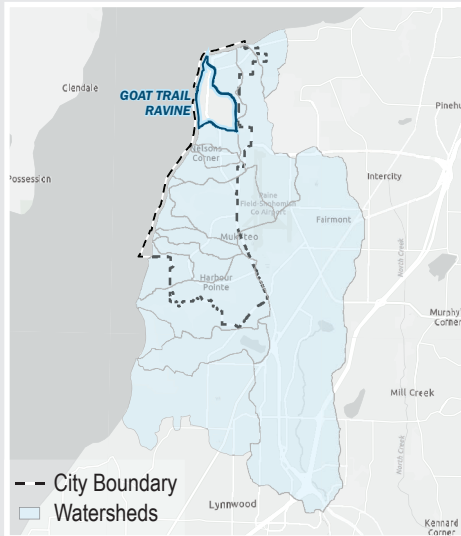 Clendale
GOAT TRAIL
RAVINE
Pinehu
Nelsons
Corner
Possession
Intercity
Paine
Field-Snohomish
Co Airport
Fairmont
North Creek
Mukilteo
Harbour
Pointe
Murphy
Corner
Mill Creek
North Creek
City Boundary
Watersheds
Lynnwood
Kennard
Corner